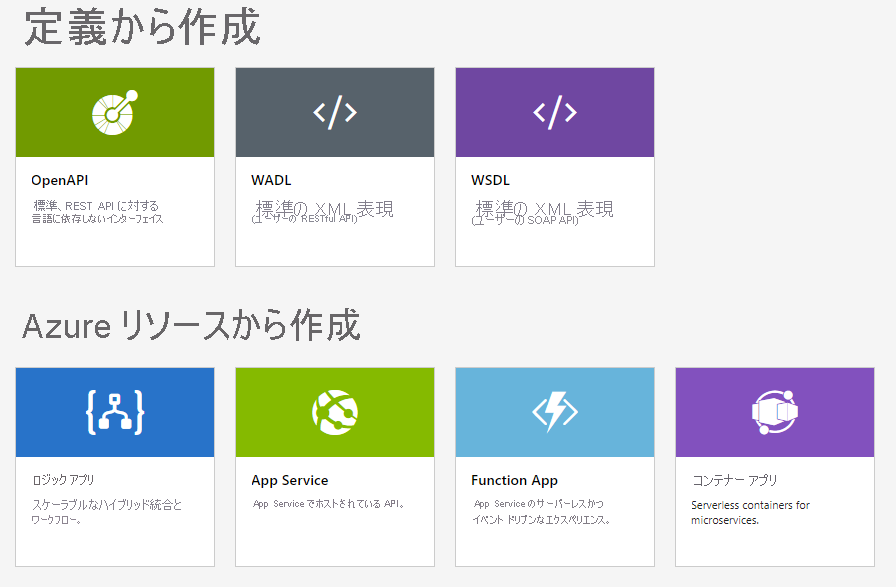 定義から作成
OpenAPI
標準、REST API に対する
言語に依存しないインターフェイス
WADL
標準の XML 表現
(ユーザーの RESTful API)
WSDL
標準の XML 表現
(ユーザーの SOAP API)
Azure リソースから作成
ロジック アプリ
スケーラブルなハイブリッド統合と
ワークフロー。
App Service
App Service でホストされている API。
Function App
App Service のサーバーレスかつ
イベント ドリブンなエクスペリエンス。
コンテナー アプリ
Serverless containers for
microservices.